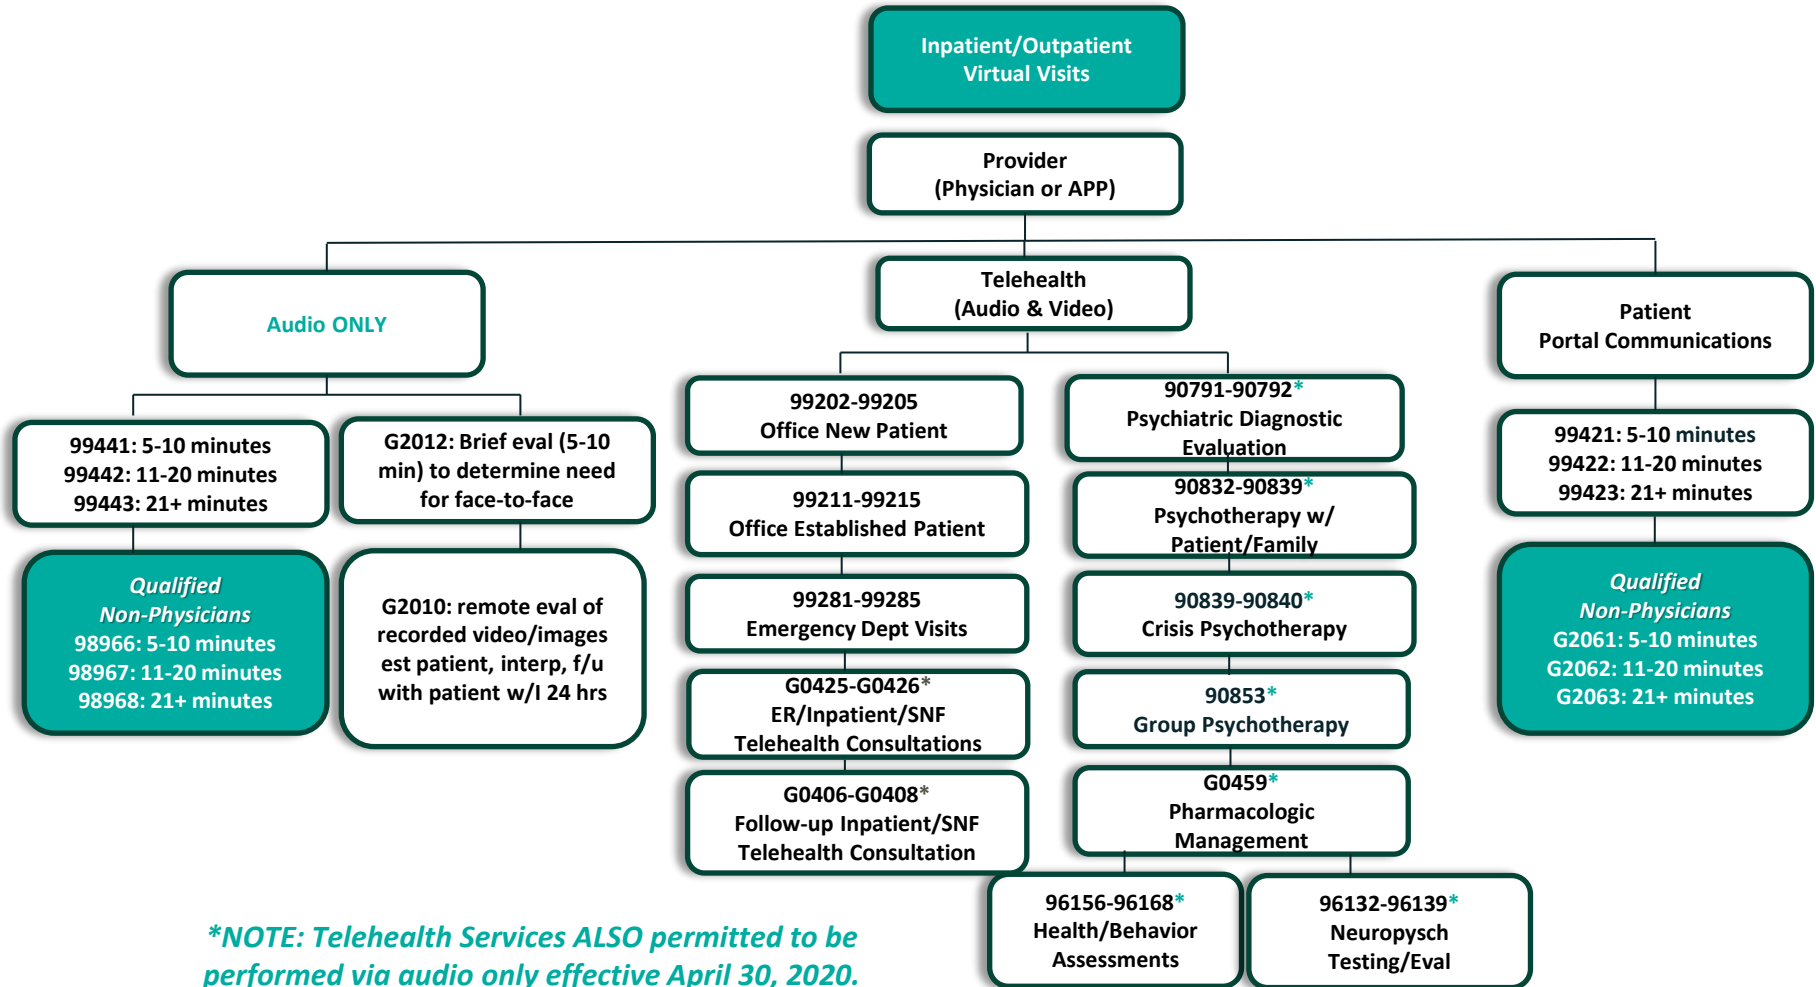 Inpatient/Outpatient
Virtual Visits
Provider
(Physician or APP)
Audio ONLY
Telehealth
(Audio & Video)
Patient
Portal Communications
99441: 5-10 minutes
99442: 11-20 minutes
99443: 21+ minutes
G2012: Brief eval (5-10
min) to determine need
for face-to-face
Qualified
Non-Physicians
98966: 5-10 minutes
98967: 11-20 minutes
98968: 21+ minutes
G2010: remote eval of
recorded video/images
est patient, interp, f/u
with patient w/I 24 hrs
99202-99205
Office New Patient
99211-99215
Office Established Patient
99281-99285
Emergency Dept Visits
G0425-G0426*
ER/Inpatient/SNF
Telehealth Consultations
G0406-G0408*
Follow-up Inpatient/SNF
Telehealth Consultation
90791-90792*
Psychiatric Diagnostic
Evaluation
90832-90839*
Psychotherapy w/
Patient/Family
90839-90840*
Crisis Psychotherapy
90853*
Group Psychotherapy
G0459*
Pharmacologic
Management
96156-96168*
Health/Behavior
Assessments
96132-96139*
Neuropysch
Testing/Eval
99421: 5-10 minutes
99422: 11-20 minutes
99423: 21+ minutes
Qualified
Non-Physicians
G2061: 5-10 minutes
G2062: 11-20 minutes
G2063: 21+ minutes
*NOTE: Telehealth Services ALSO permitted to be
performed via audio only effective April 30, 2020.